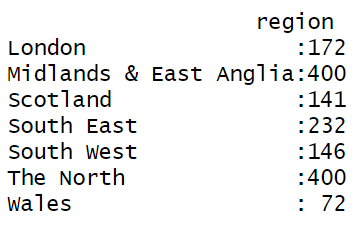 region
London :172
Midlands & East Anglia:400
Scotland :141
South East :232
South West :146
The North :400
Wales : 72